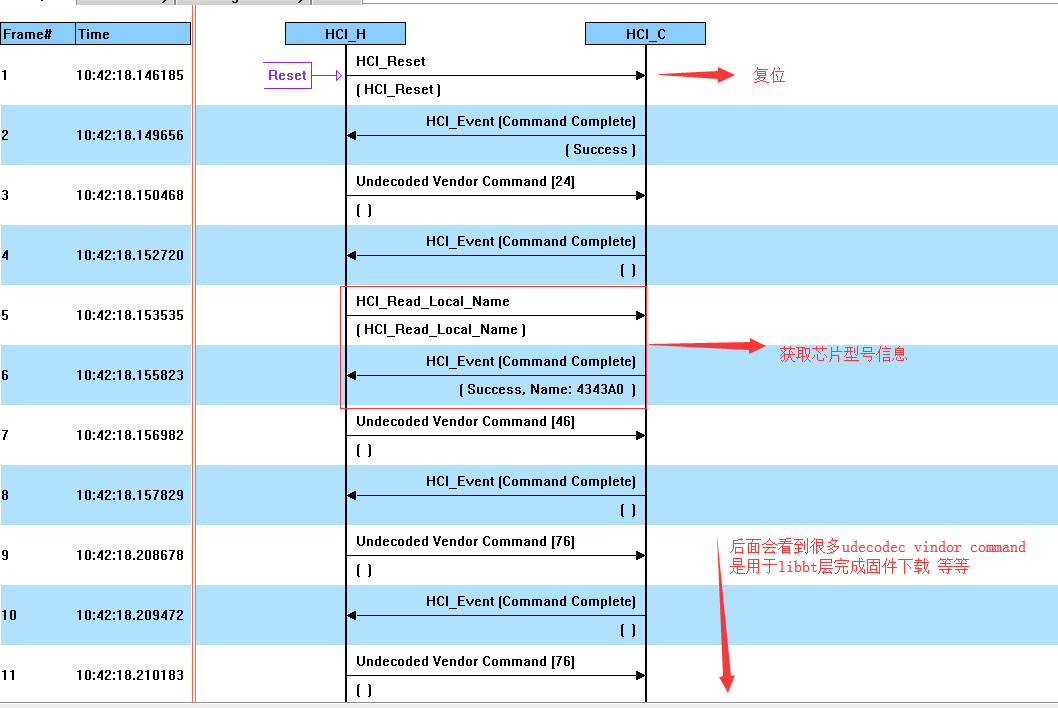 Frame# Time HCI_H HCI_C
HCI_Reset
1 10:42:18.146185 Reset 复位
( HCI_Reset )
HCI_Event (Command Complete)
2 10:42:18.149656
( Success )
Undecoded Vendor Command [24]
3 10:42:18.150468
( )
HCI_Event (Command Complete)
4 10:42:18.152720
( )
HCI_Read_Local_Name
5 10:42:18.153535
( HCI_Read_Local_Name )
获取芯片型号信息
HCI_Event (Command Complete)
6 10:42:18.155823
( Success, Name: 4343A0 )
Undecoded Vendor Command [46]
7 10:42:18.156982
( )
HCI_Event (Command Complete)
8 10:42:18.157829
( )
Undecoded Vendor Command [76]
9 10:42:18.208678
( )
后面会看到很多udecodec vindor command
是用于libbt层完成固件下载 等等
HCI_Event (Command Complete)
10 10:42:18.209472
( )
Undecoded Vendor Command [76]
11 10:42:18.210183
( )